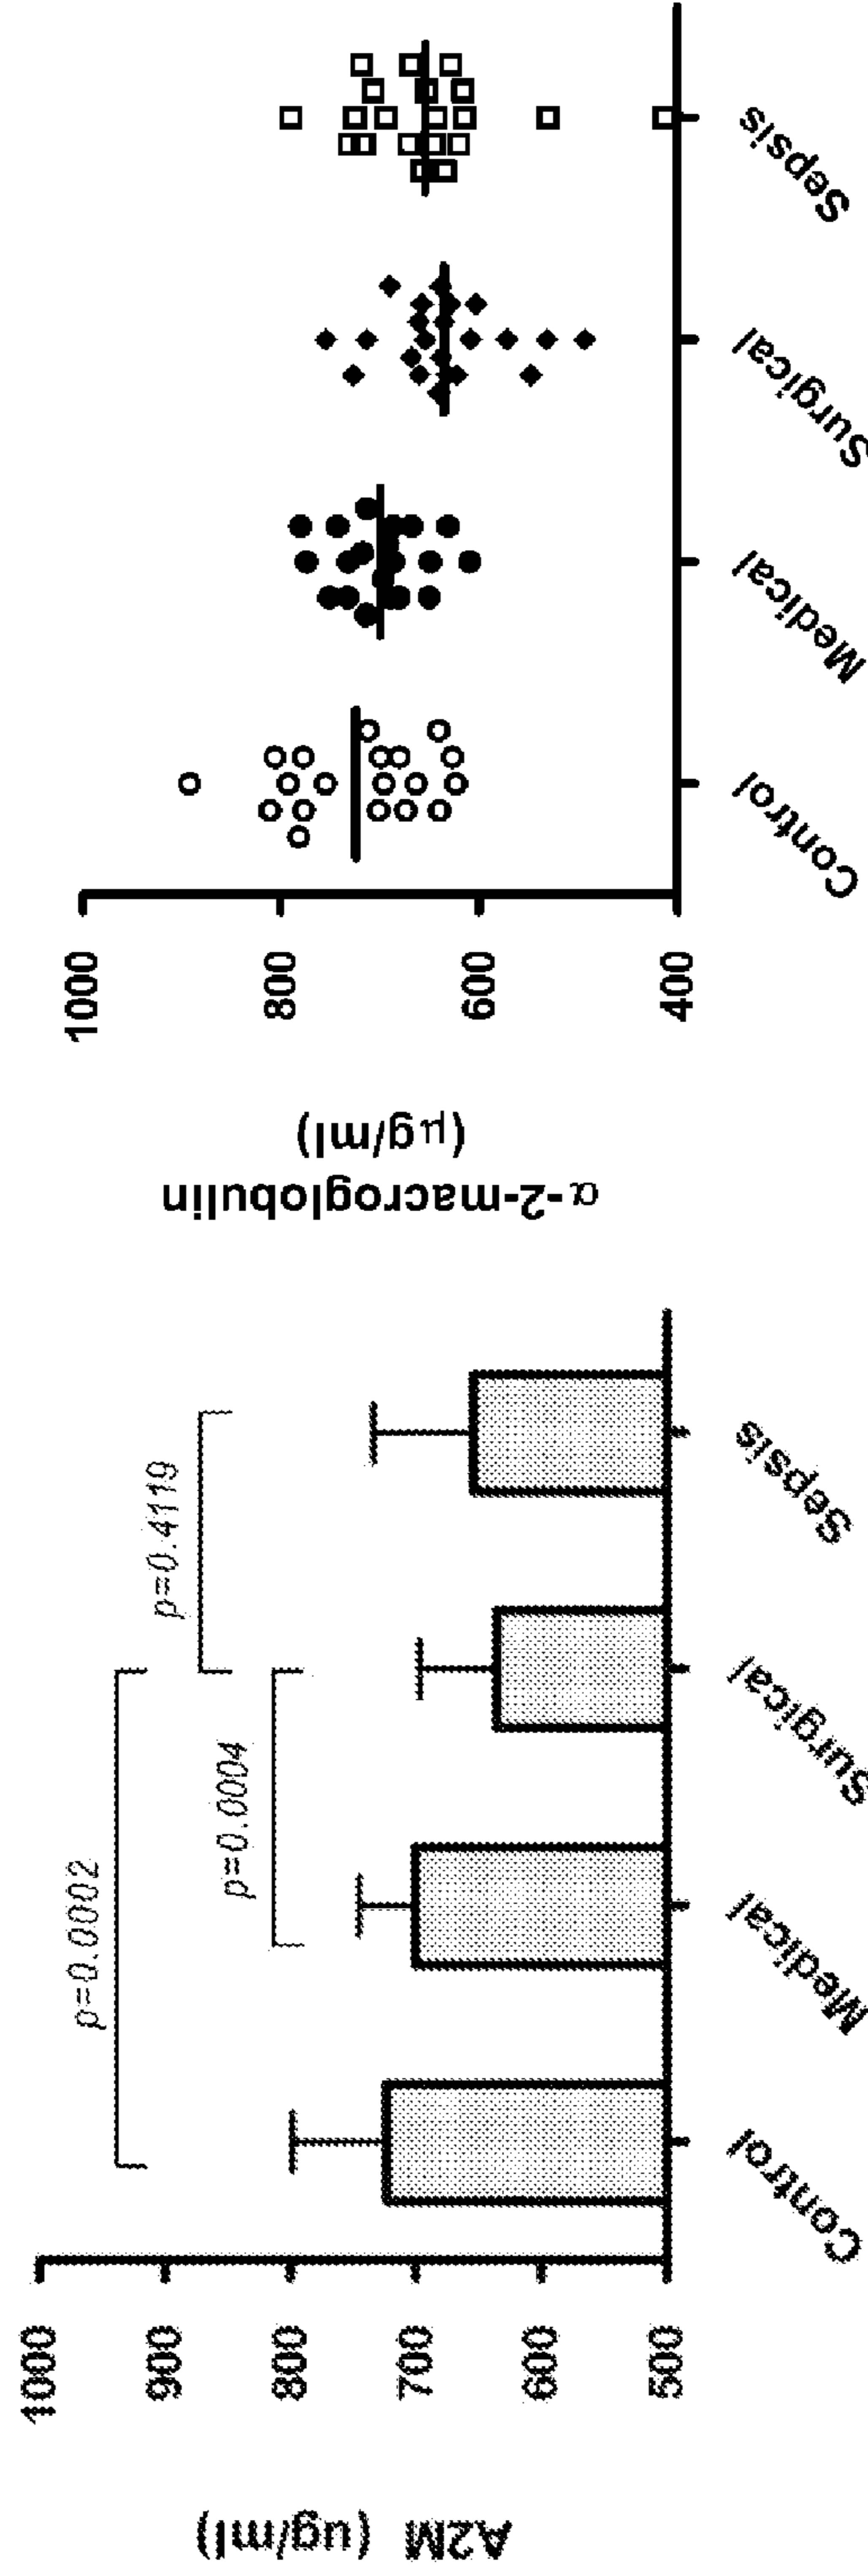 A2M (ug/ml)
1000
900
800
700
600
500
p=0.0002
p=0.0004
p=0.4119
Control
Medical
Surgical
Sepsis
α-2-macroglobulin
(μg/ml)
1000
800
600
400
Control
Medical
Surgical
Sepsis